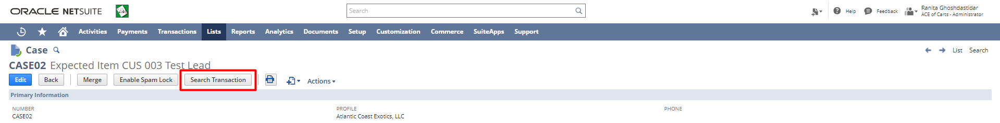 ORACLE NETSUITE
Search
Help
Feedback
Ranita Ghoshdastidar
ACE of Carts - Administrator
Activities Payments Transactions Lists Reports Analytics Documents Setup Customization Commerce SuiteApps Support
Case
List Search
CASE02 Expected Item CUS 003 Test Lead
Edit Back Merge Enable Spam Lock Search Transaction Actions
Primary Information
NUMBER PROFILE PHONE
CASE02 Atlantic Coast Exotics, LLC